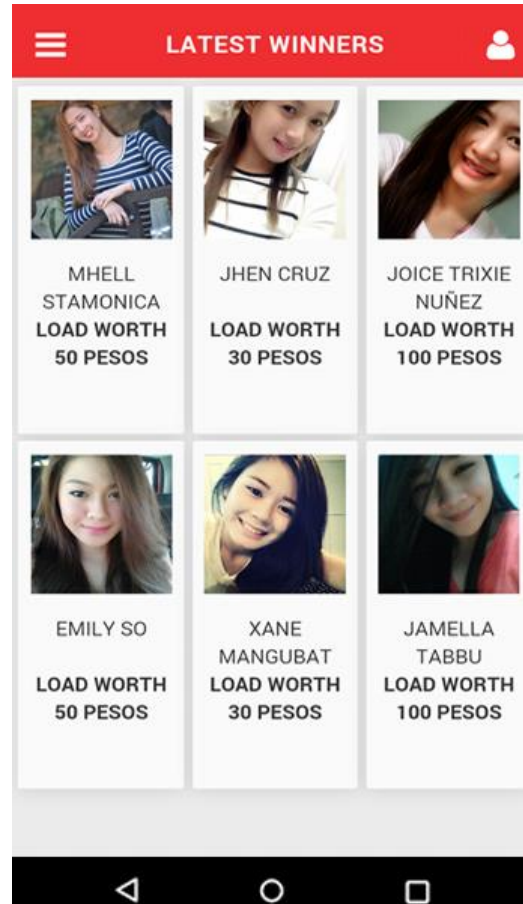 LATEST WINNERS
MHELL
STAMONICA
LOAD WORTH
50 PESOS
JHEN CRUZ
LOAD WORTH
30 PESOS
JOICE TRIXIE
NUÑEZ
LOAD WORTH
100 PESOS
EMILY SO
LOAD WORTH
50 PESOS
XANE
MANGUBAT
LOAD WORTH
30 PESOS
JAMELLA
TABBU
LOAD WORTH
100 PESOS